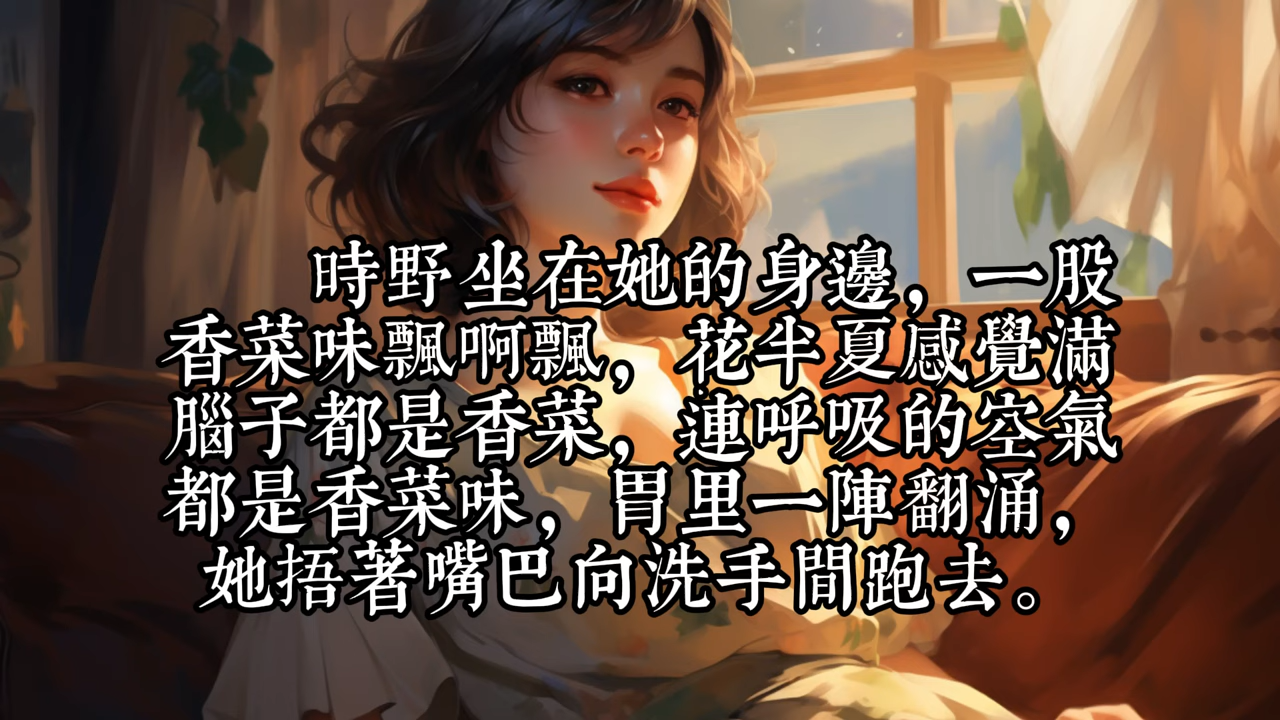 時野坐在她的身邊，一股
香菜味飄啊飄，花半夏感覺滿
腦子都是香菜，連呼吸的空氣
都是香菜味，胃里一陣翻涌，
她捂著嘴巴向洗手間跑去。